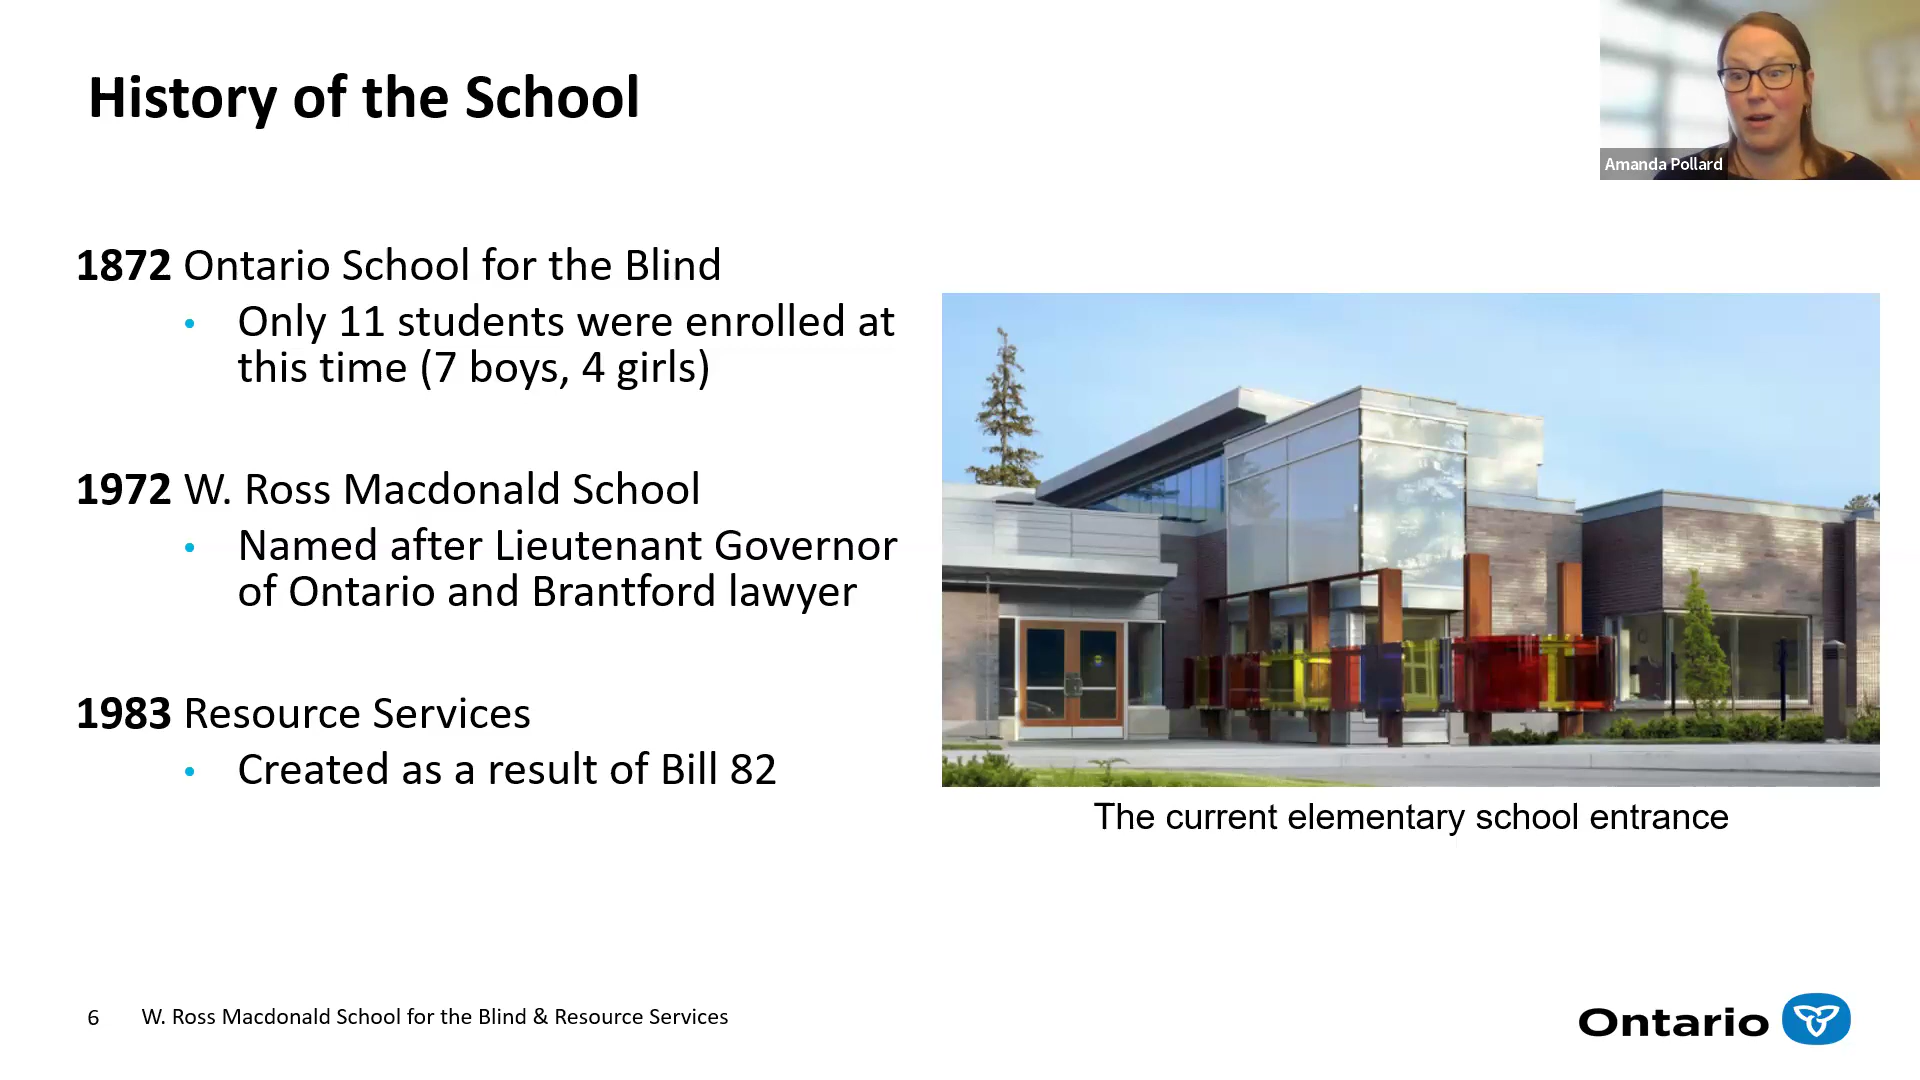 History of the School
Amanda Pollard
1872 Ontario School for the Blind
• Only 11 students were enrolled at
this time (7 boys, 4 girls)
1972 W. Ross Macdonald School
• Named after Lieutenant Governor
of Ontario and Brantford lawyer
1983 Resource Services
• Created as a result of Bill 82
The current elementary school entrance
6 W. Ross Macdonald School for the Blind & Resource Services
Ontario